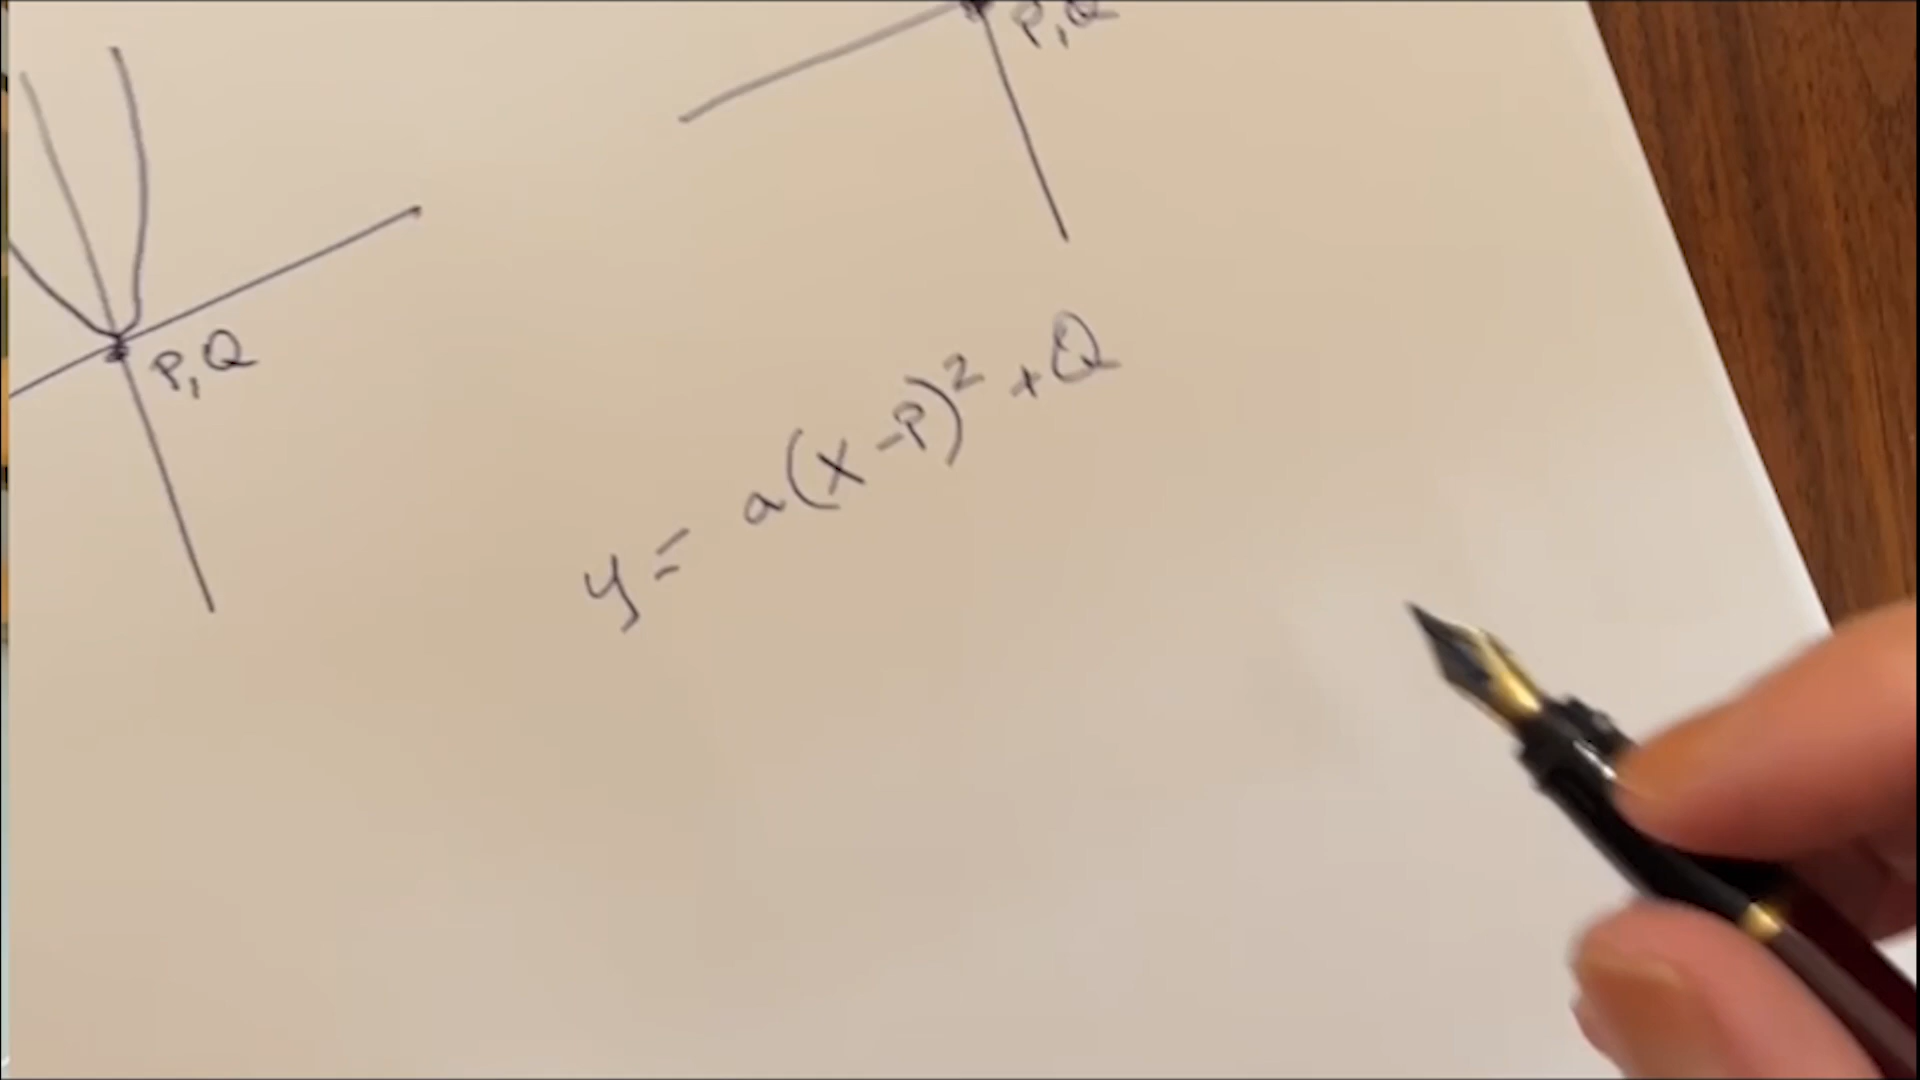 P,Q
P,Q
y = a(x-P)² + Q